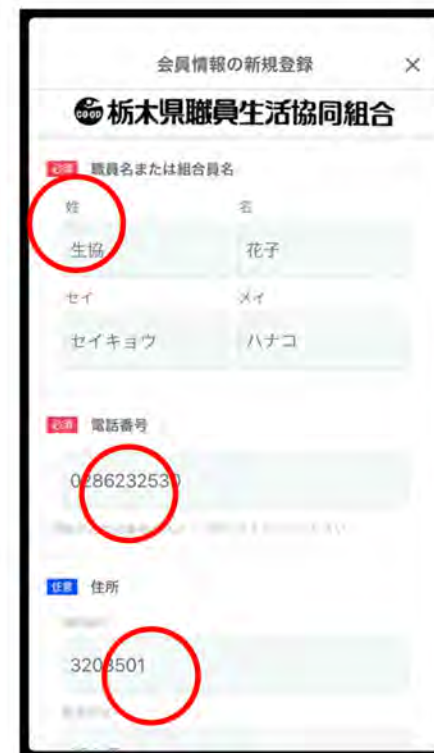 会員情報の新規登録 ×
CO・OP 栃木県職員生活協同組合
必須 職員名または組合員名
姓 名
生協 花子
セイ メイ
セイキョウ ハナコ
必須 電話番号
0286232530
任意 住所
3208501